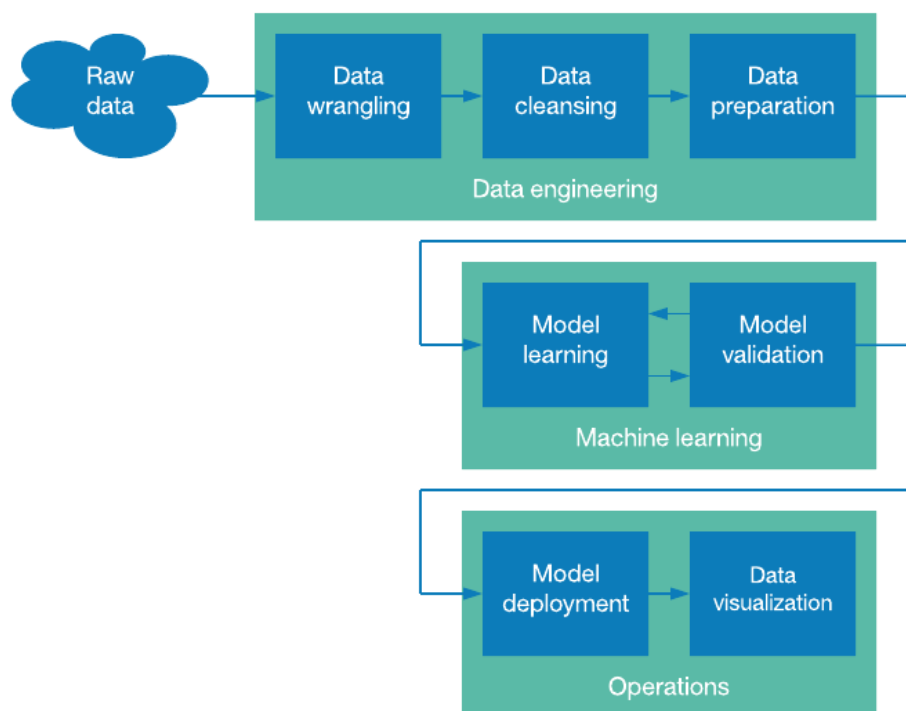 Raw
data
Data
wrangling
Data
cleansing
Data
preparation
Data engineering
Model
learning
Model
validation
Machine learning
Model
deployment
Data
visualization
Operations